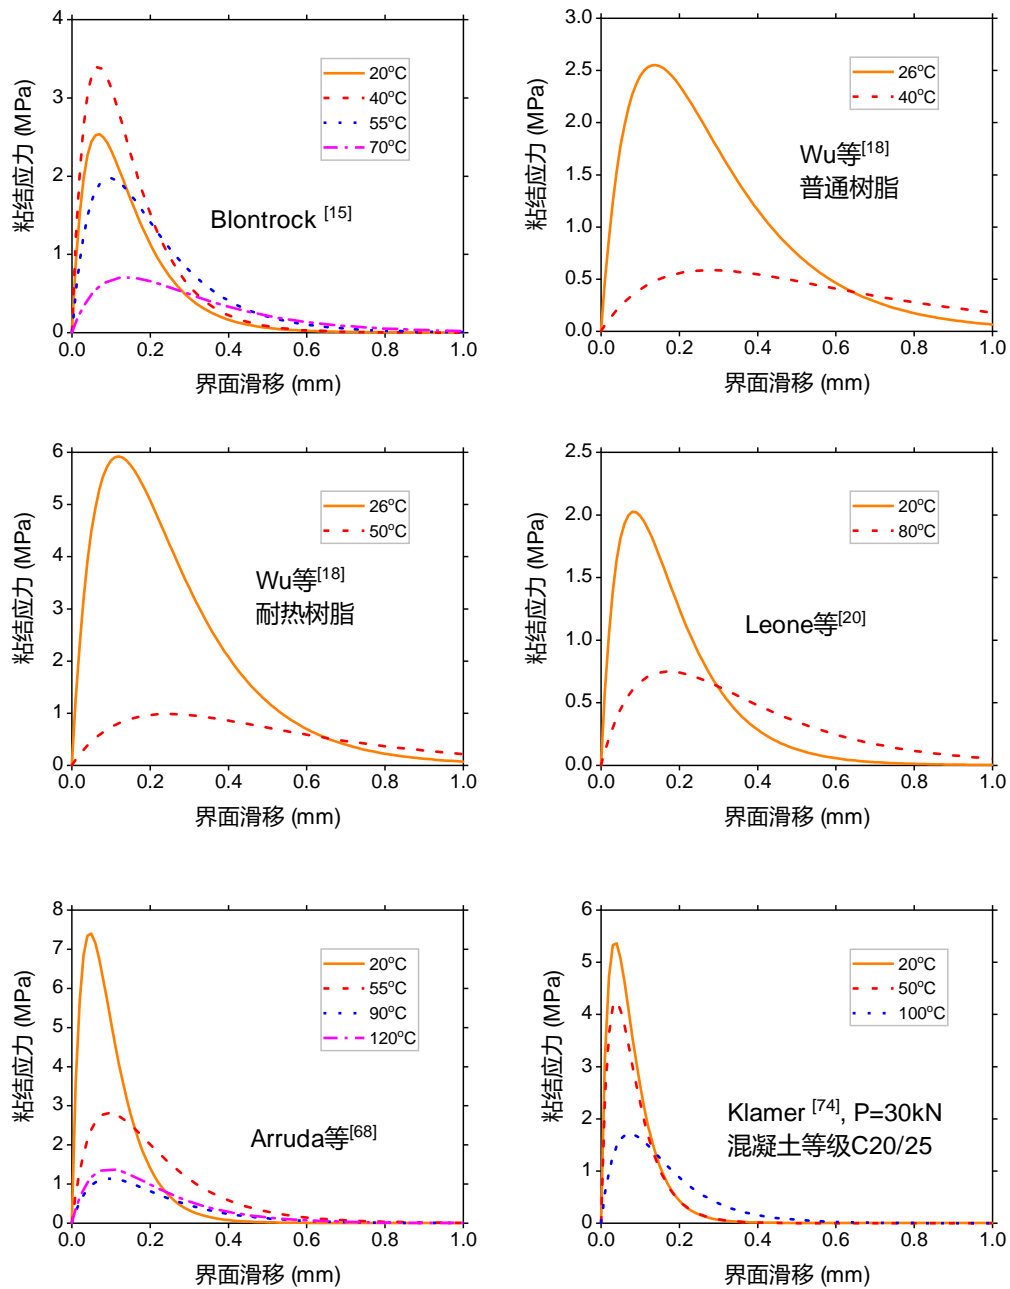 4
3
2
1
0
粘结应力 (MPa)
20°C
40°C
55°C
70°C
Blontrock [15]
0.0 0.2 0.4 0.6 0.8 1.0
界面滑移 (mm)
3.0
2.5
2.0
1.5
1.0
0.5
0.0
粘结应力 (MPa)
26°C
40°C
Wu等[18]
普通树脂
0.0 0.2 0.4 0.6 0.8 1.0
界面滑移 (mm)
6
5
4
3
2
1
0
粘结应力 (MPa)
26°C
50°C
Wu等[18]
耐热树脂
0.0 0.2 0.4 0.6 0.8 1.0
界面滑移 (mm)
2.5
2.0
1.5
1.0
0.5
0.0
粘结应力 (MPa)
20°C
80°C
Leone等[20]
0.0 0.2 0.4 0.6 0.8 1.0
界面滑移 (mm)
8
7
6
5
4
3
2
1
0
粘结应力 (MPa)
20°C
55°C
90°C
120°C
Arruda等[68]
0.0 0.2 0.4 0.6 0.8 1.0
界面滑移 (mm)
6
5
4
3
2
1
0
粘结应力 (MPa)
20°C
50°C
100°C
Klamer [74], P=30kN
混凝土等级C20/25
0.0 0.2 0.4 0.6 0.8 1.0
界面滑移 (mm)